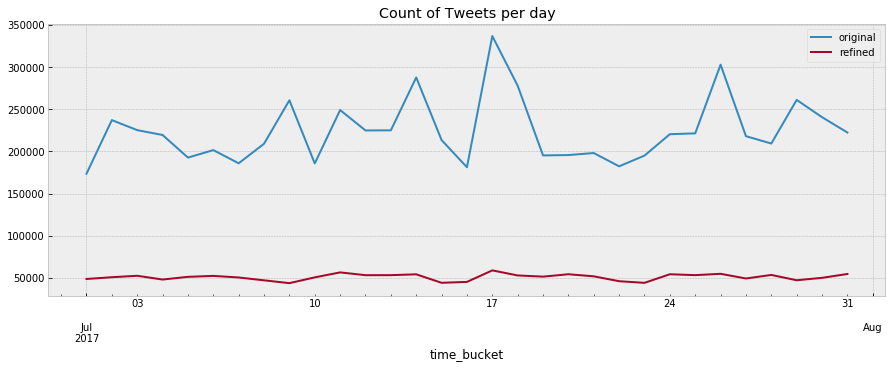 Count of Tweets per day
350000
300000
250000
200000
150000
100000
50000
original
refined
03
10
17
24
31
Jul
2017
Aug
time_bucket